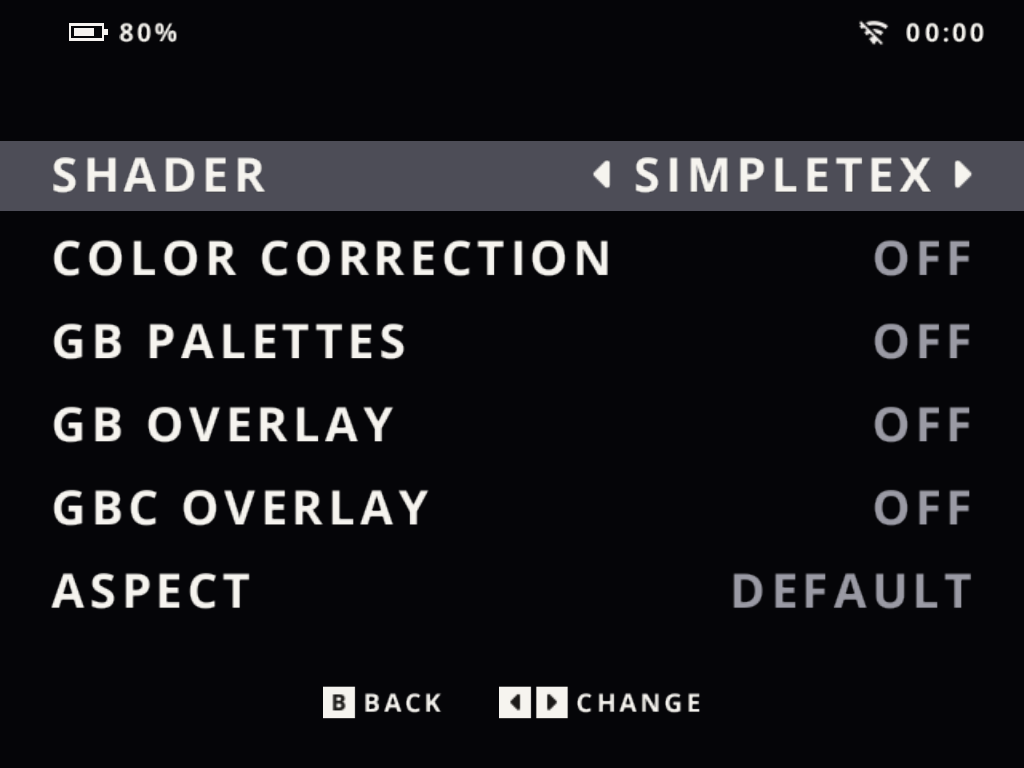 80% 00:00
SHADER SIMPLETEX
COLOR CORRECTION OFF
GB PALETTES OFF
GB OVERLAY OFF
GBC OVERLAY OFF
ASPECT DEFAULT
B BACK CHANGE